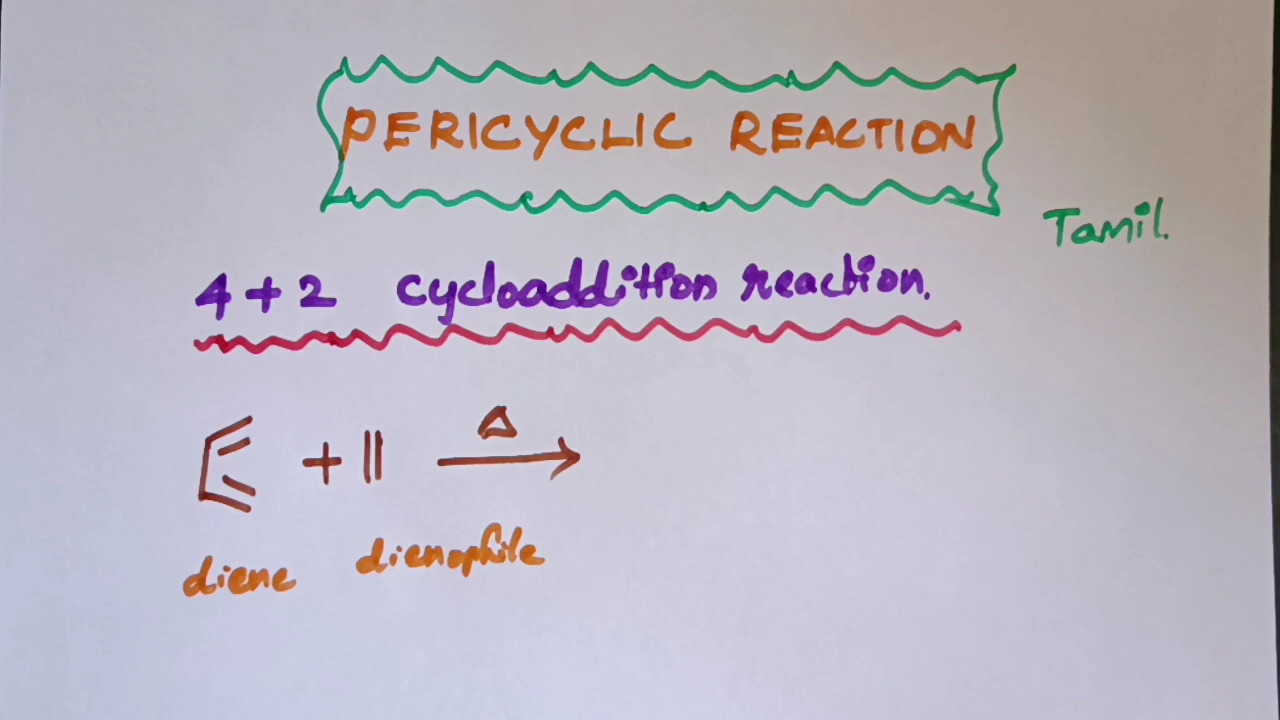 PERICYCLIC REACTION
Tamil.
4+2 cycloaddition reaction.
+ || Δ →
diene dienophile